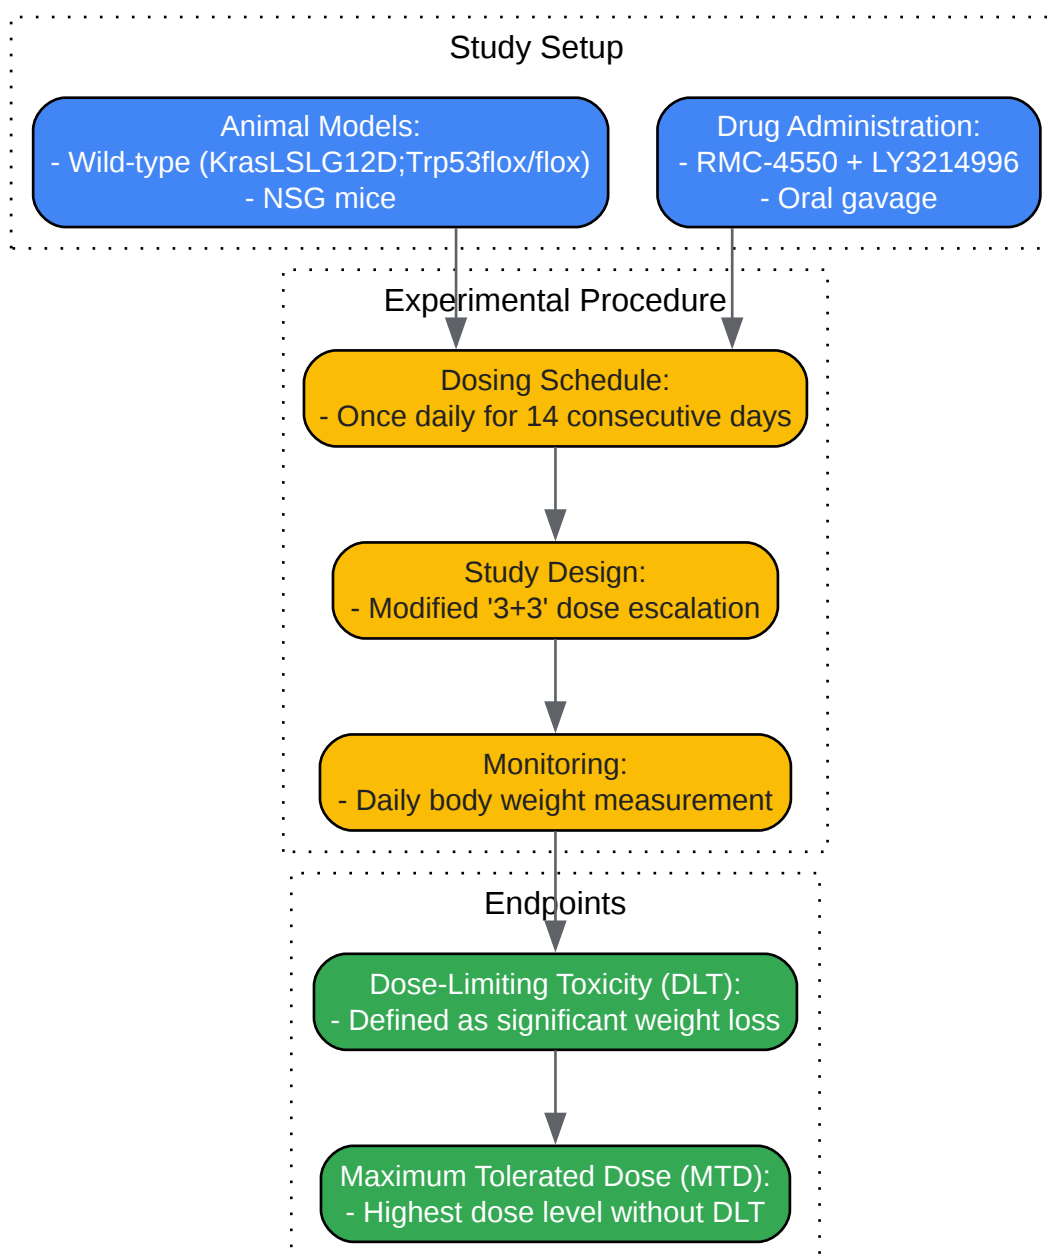 Study Setup
Animal Models:
- Wild-type (KrasLSLG12D;Trp53flox/flox)
- NSG mice
Drug Administration:
- RMC-4550 + LY3214996
- Oral gavage
Experimental Procedure
Dosing Schedule:
- Once daily for 14 consecutive days
Study Design:
- Modified '3+3' dose escalation
Monitoring:
- Daily body weight measurement
Endpoints
Dose-Limiting Toxicity (DLT):
- Defined as significant weight loss
Maximum Tolerated Dose (MTD):
- Highest dose level without DLT